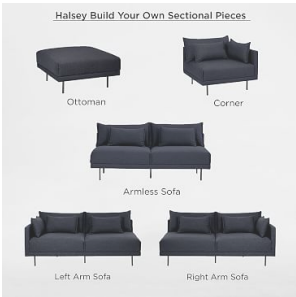 Halsey Build Your Own Sectional Pieces
Ottoman
Corner
Armless Sofa
Left Arm Sofa
Right Arm Sofa